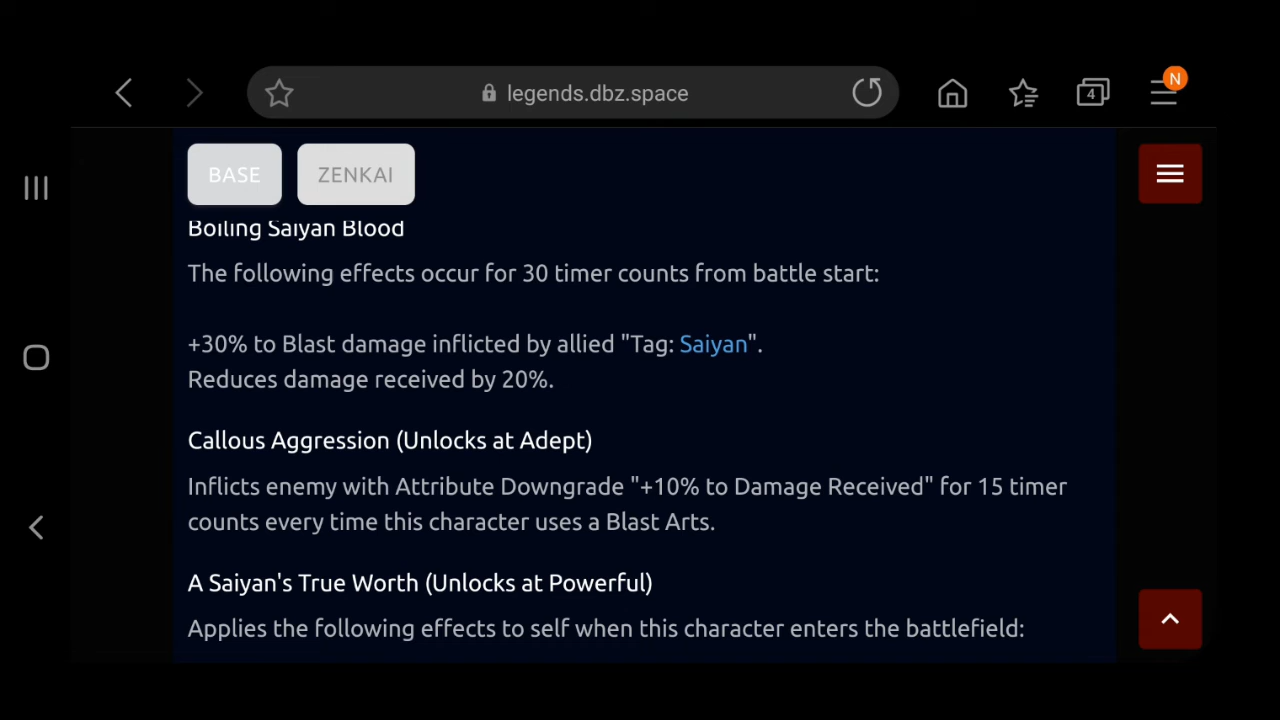 legends.dbz.space
4
N
BASE ZENKAI
Boiling Saiyan Blood
The following effects occur for 30 timer counts from battle start:
+30% to Blast damage inflicted by allied "Tag: Saiyan".
Reduces damage received by 20%.
Callous Aggression (Unlocks at Adept)
Inflicts enemy with Attribute Downgrade "+10% to Damage Received" for 15 timer
counts every time this character uses a Blast Arts.
A Saiyan's True Worth (Unlocks at Powerful)
Applies the following effects to self when this character enters the battlefield: